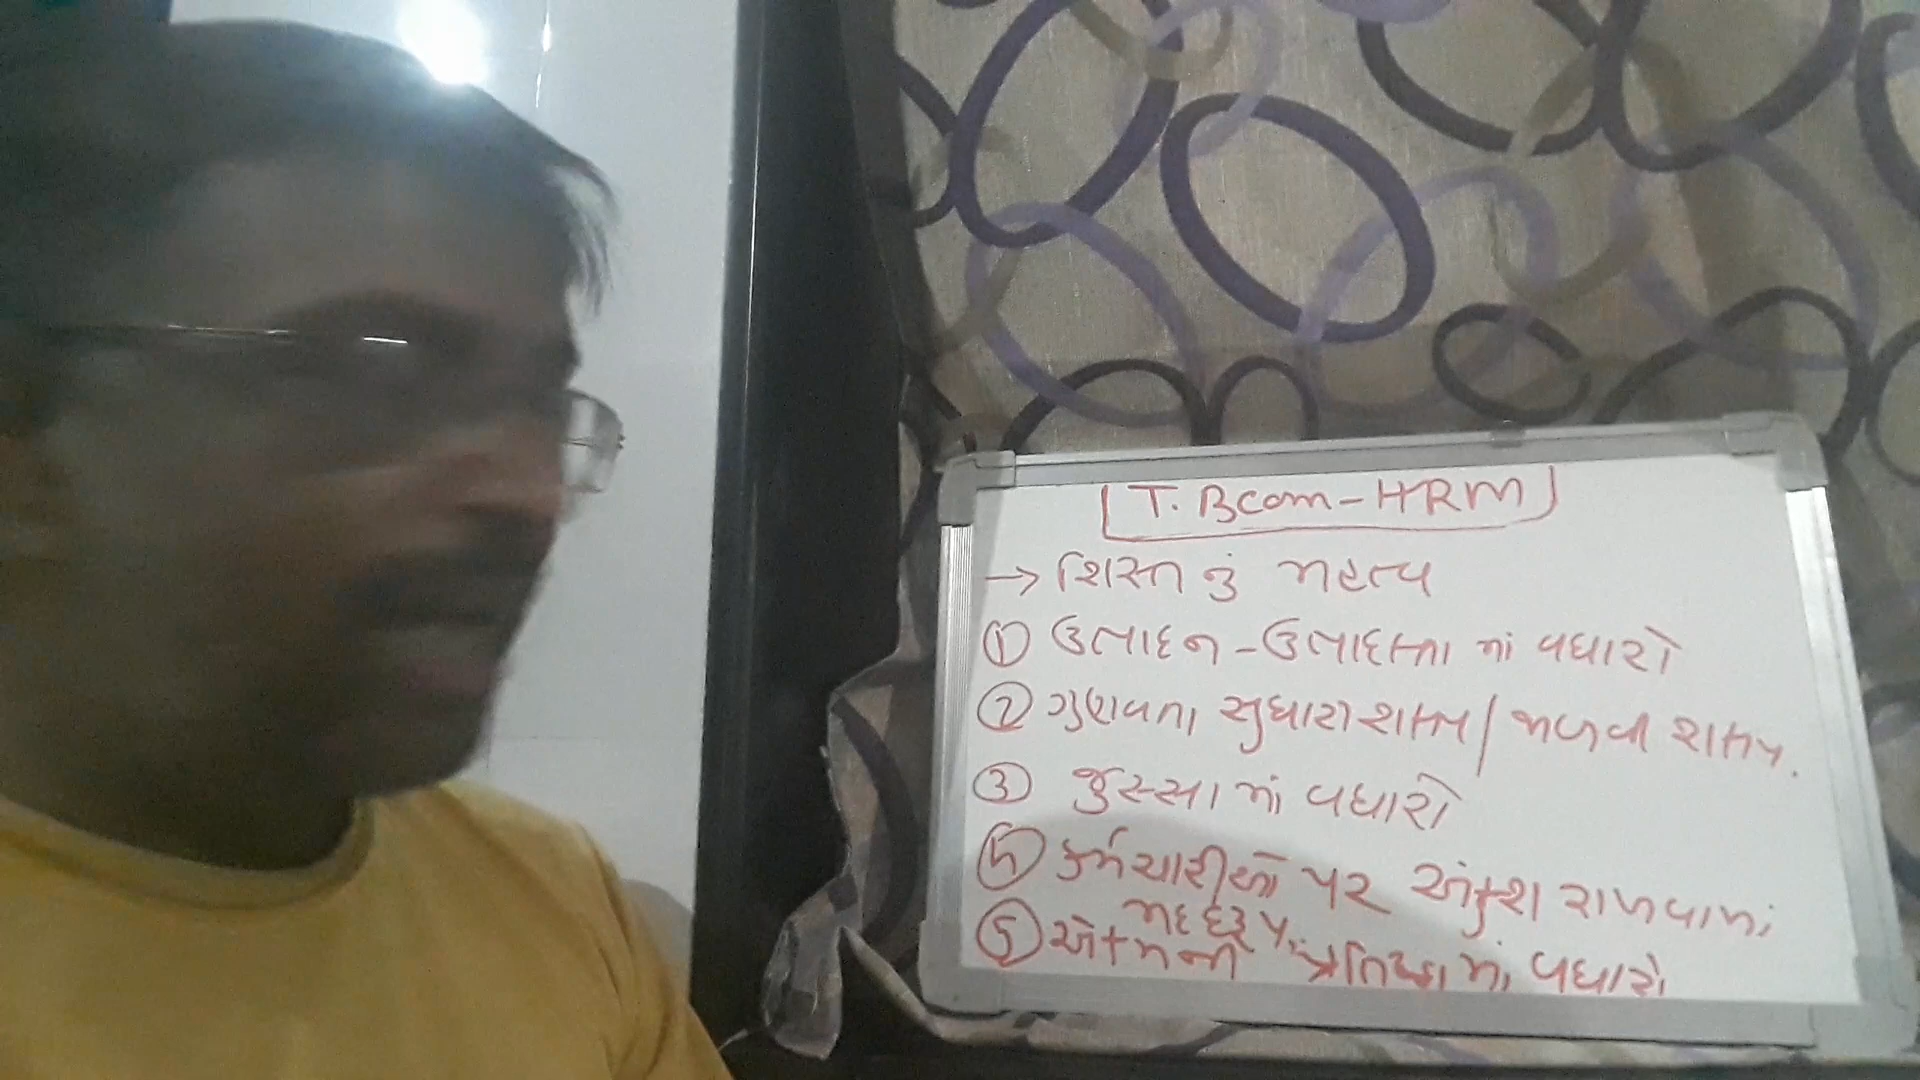 T. Bcom - HRM
→ શિસ્ત નું મહત્વ
① ઉત્પાદન - ઉત્પાદકતા માં વધારો
② ગુણવતા સુધારો શક્ય / જાળવી શકાય.
③ જુસ્સા માં વધારો
④ કર્મચારીઓ પર અંકુશ રાખવામાં
મદદરૂપ
⑤ એકમની પ્રતિષ્ઠામાં વધારો